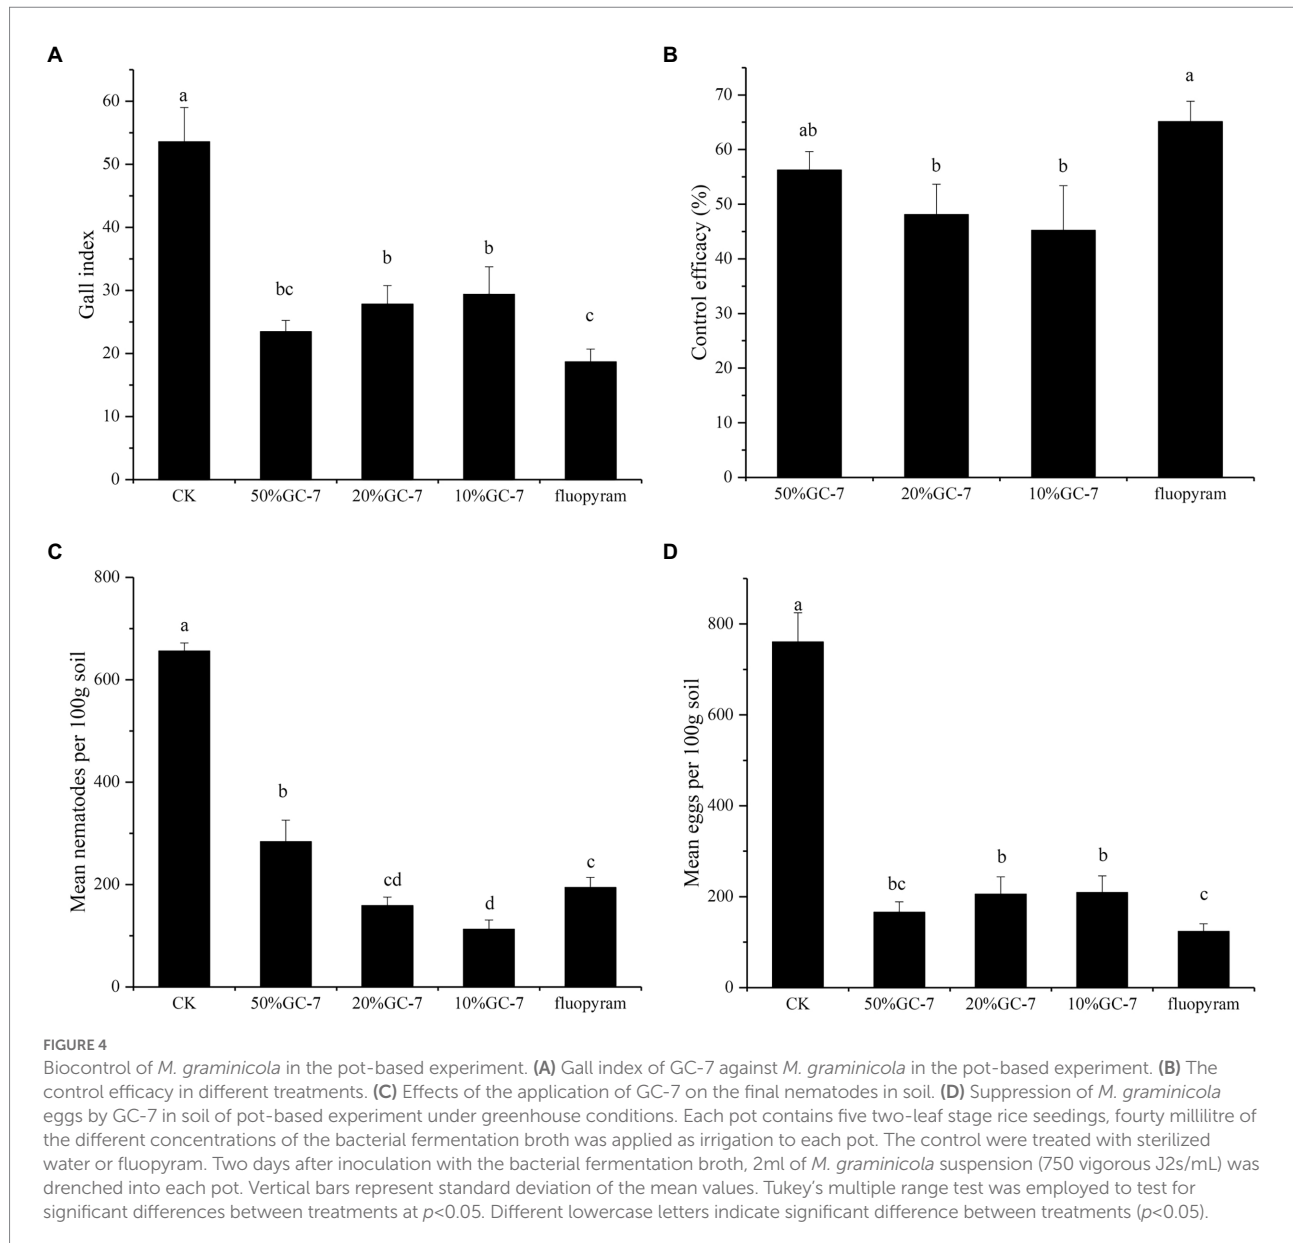 A
Gall index
60
50
40
30
20
10
0
a
bc
b
b
c
CK 50%GC-7 20%GC-7 10%GC-7 fluopyram
B
Control efficacy (%)
70
60
50
40
30
20
10
0
ab
b
b
a
50%GC-7 20%GC-7 10%GC-7 fluopyram
C
Mean nematodes per 100g soil
800
600
400
200
0
a
b
cd
d
c
CK 50%GC-7 20%GC-7 10%GC-7 fluopyram
D
Mean eggs per 100g soil
800
600
400
200
0
a
bc
b
b
c
CK 50%GC-7 20%GC-7 10%GC-7 fluopyram
FIGURE 4
Biocontrol of M. graminicola in the pot-based experiment. (A) Gall index of GC-7 against M. graminicola in the pot-based experiment. (B) The
control efficacy in different treatments. (C) Effects of the application of GC-7 on the final nematodes in soil. (D) Suppression of M. graminicola
eggs by GC-7 in soil of pot-based experiment under greenhouse conditions. Each pot contains five two-leaf stage rice seedings, fourty millilitre of
the different concentrations of the bacterial fermentation broth was applied as irrigation to each pot. The control were treated with sterilized
water or fluopyram. Two days after inoculation with the bacterial fermentation broth, 2ml of M. graminicola suspension (750 vigorous J2s/mL) was
drenched into each pot. Vertical bars represent standard deviation of the mean values. Tukey's multiple range test was employed to test for
significant differences between treatments at p<0.05. Different lowercase letters indicate significant difference between treatments (p<0.05).